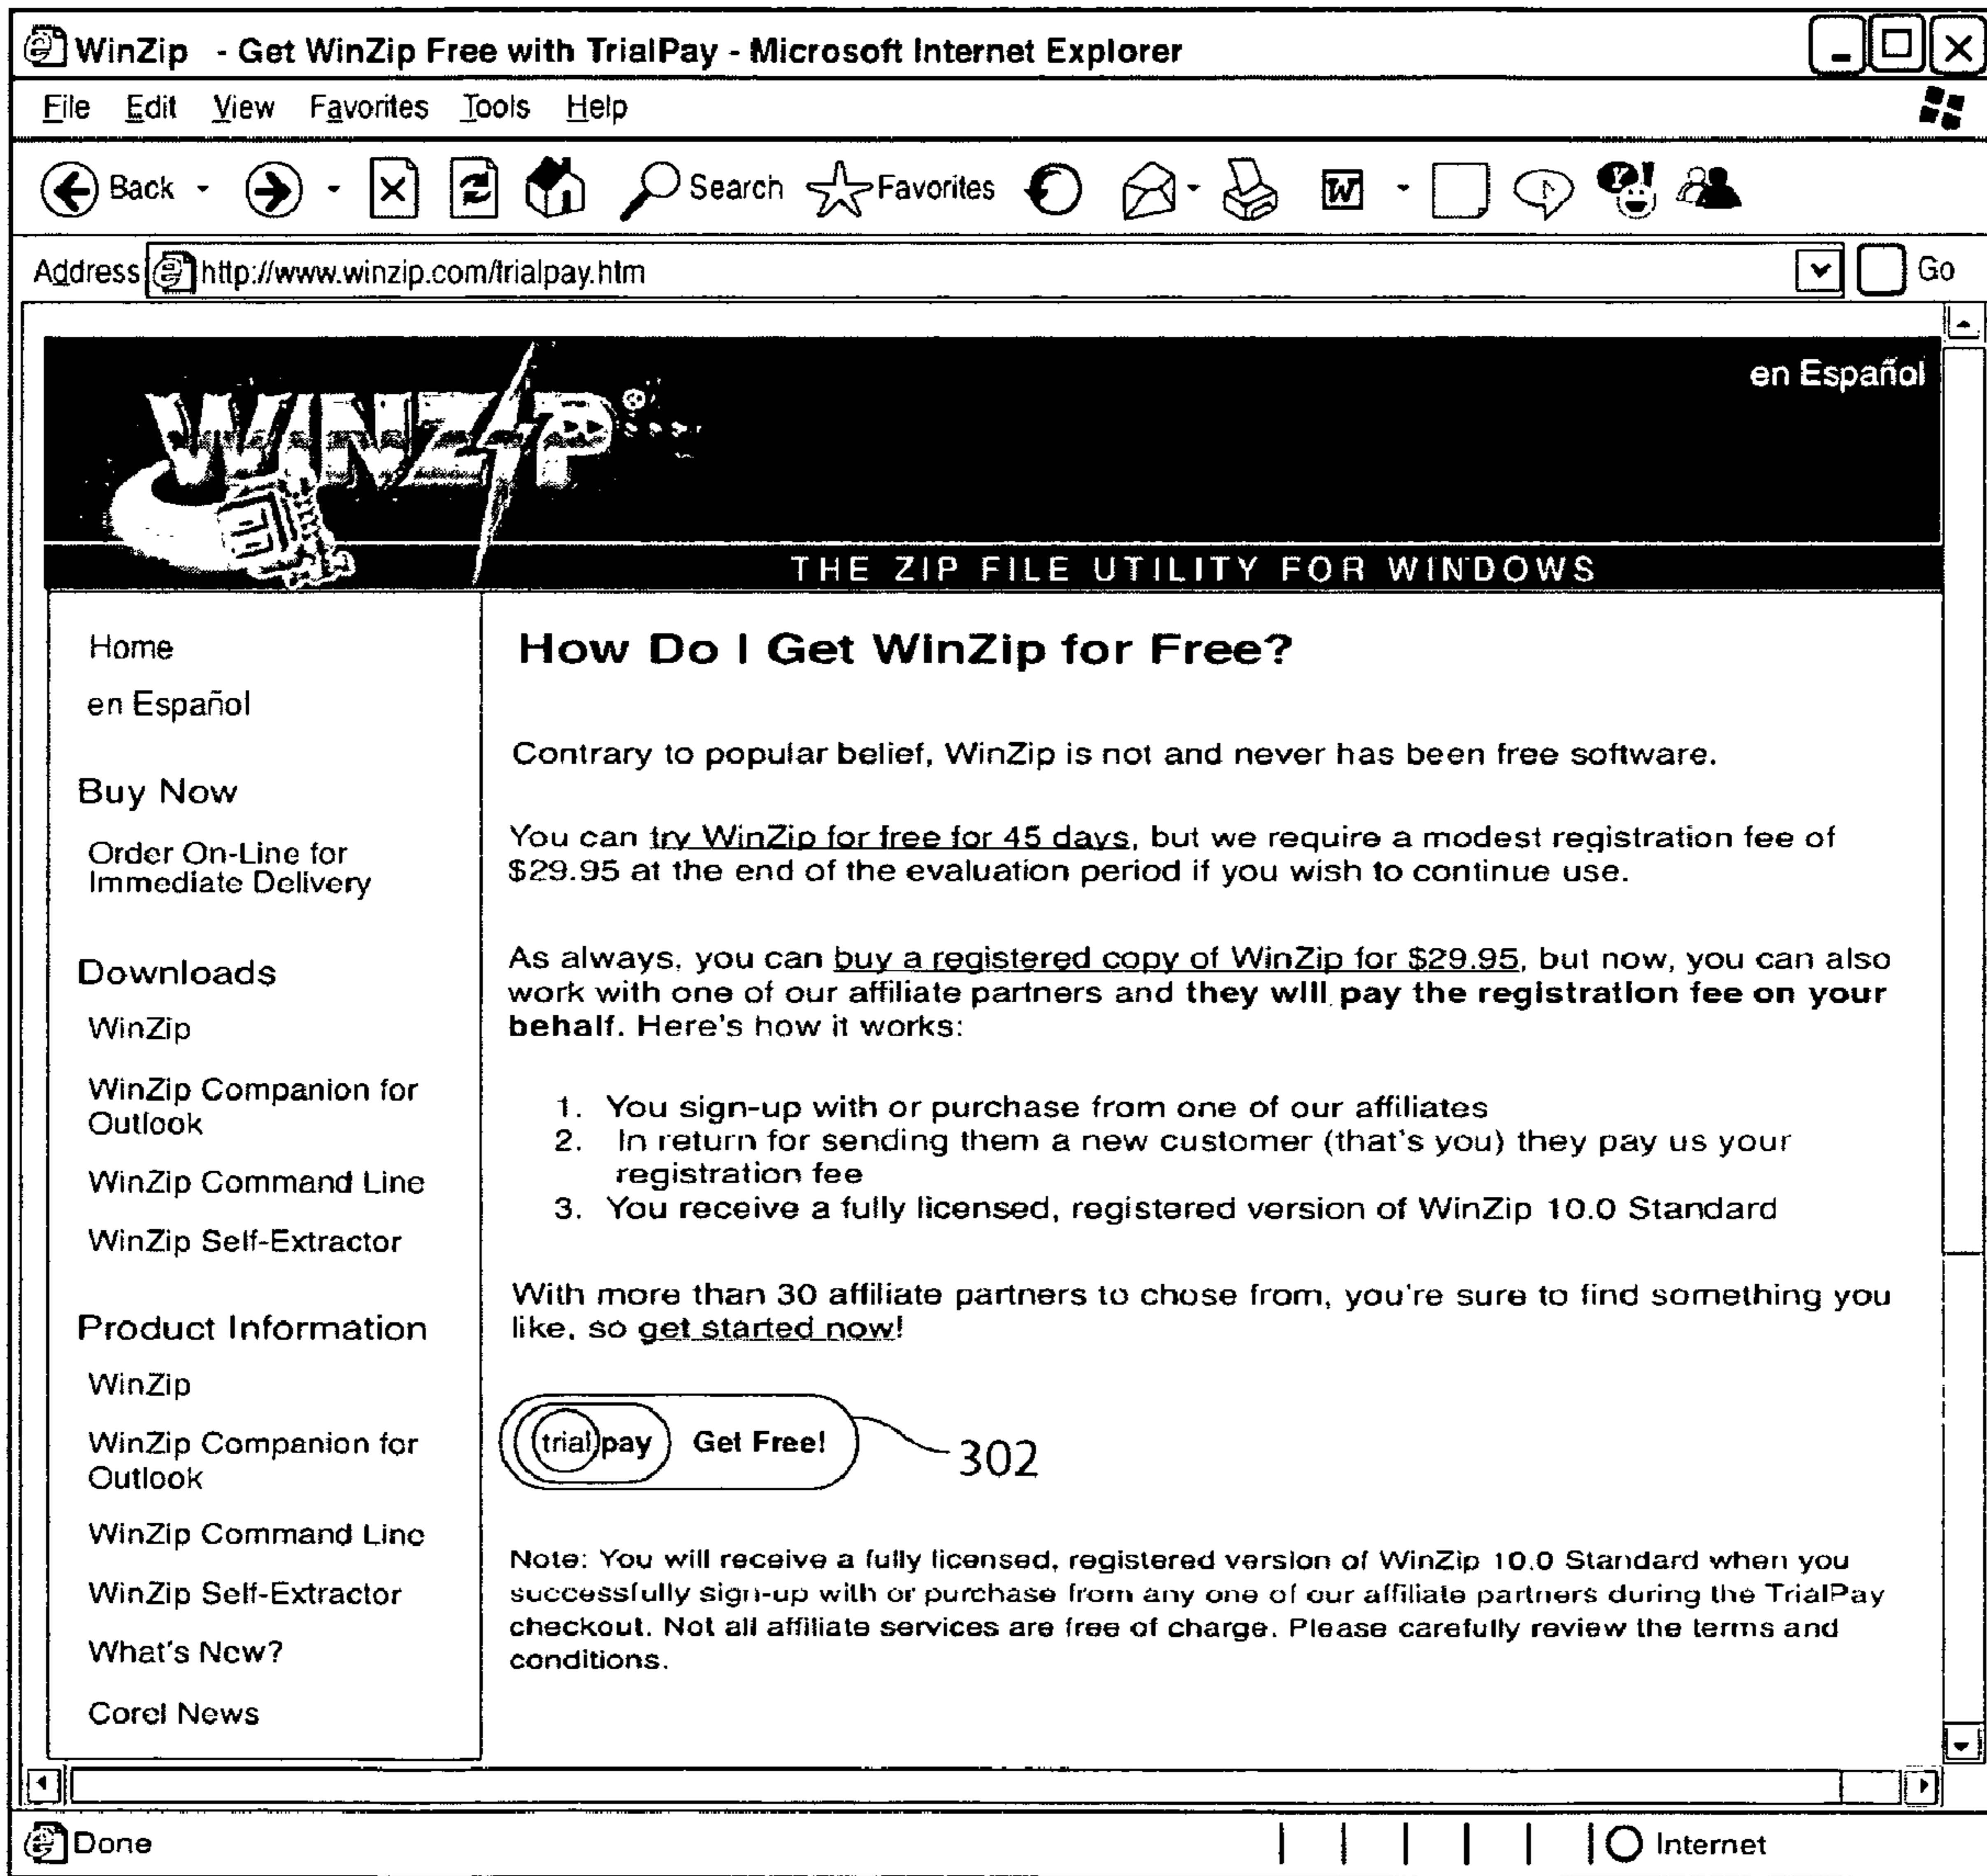 WinZip - Get WinZip Free with TrialPay - Microsoft Internet Explorer
File Edit View Favorites Tools Help
Back Search Favorites
Address http://www.winzip.com/trialpay.htm Go
en Español
WINZIP®
THE ZIP FILE UTILITY FOR WINDOWS
Home
en Español
Buy Now
Order On-Line for
Immediate Delivery
Downloads
WinZip
WinZip Companion for
Outlook
WinZip Command Line
WinZip Self-Extractor
Product Information
WinZip
WinZip Companion for
Outlook
WinZip Command Line
WinZip Self-Extractor
What's New?
Corel News
How Do I Get WinZip for Free?
Contrary to popular belief, WinZip is not and never has been free software.
You can try WinZip for free for 45 days, but we require a modest registration fee of
$29.95 at the end of the evaluation period if you wish to continue use.
As always, you can buy a registered copy of WinZip for $29.95, but now, you can also
work with one of our affiliate partners and they will pay the registration fee on your
behalf. Here's how it works:
1. You sign-up with or purchase from one of our affiliates
2. In return for sending them a new customer (that's you) they pay us your
registration fee
3. You receive a fully licensed, registered version of WinZip 10.0 Standard
With more than 30 affiliate partners to chose from, you're sure to find something you
like, so get started now!
trialpay Get Free! 302
Note: You will receive a fully licensed, registered version of WinZip 10.0 Standard when you
successfully sign-up with or purchase from any one of our affiliate partners during the TrialPay
checkout. Not all affiliate services are free of charge. Please carefully review the terms and
conditions.
Done Internet